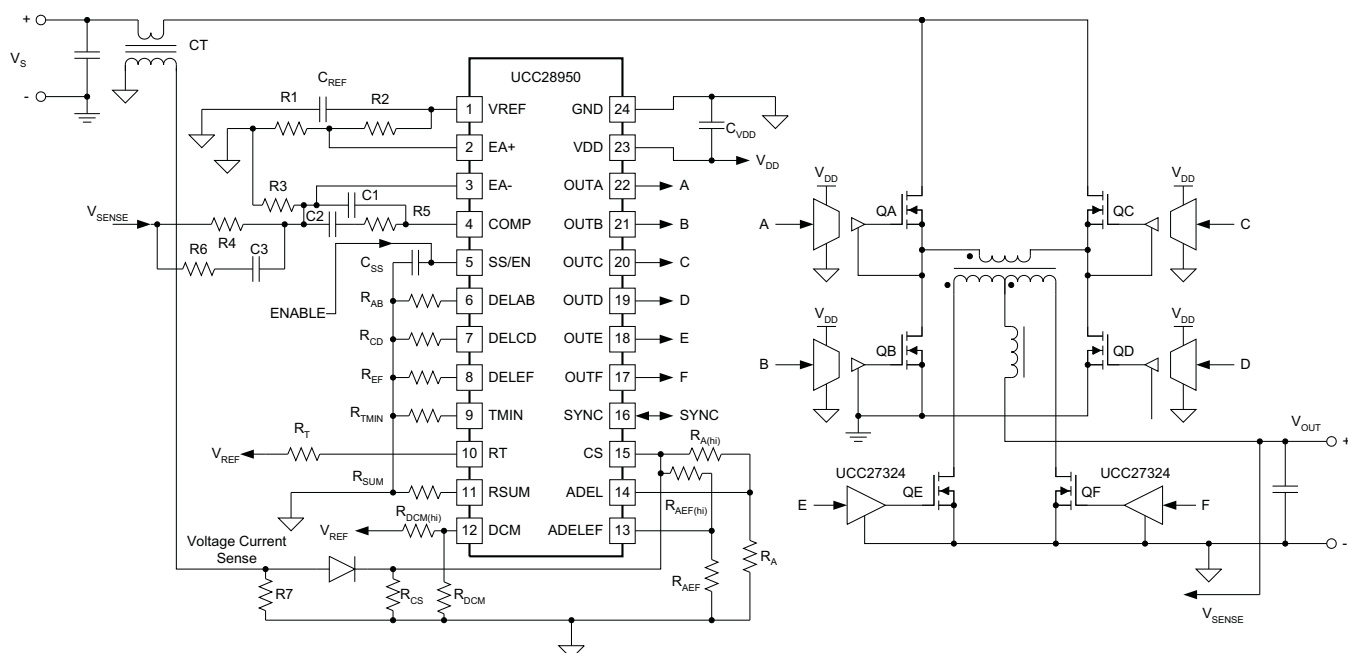 +
V_S
-
CT
UCC28950
C_REF
R1
R2
1 VREF
2 EA+
3 EA-
4 COMP
5 SS/EN
6 DELAB
7 DELCD
8 DELEF
9 TMIN
10 RT
11 RSUM
12 DCM
GND 24
VDD 23
OUTA 22
OUTB 21
OUTC 20
OUTD 19
OUTE 18
OUTF 17
SYNC 16
CS 15
ADEL 14
ADELEF 13
R3
C1
V_SENSE
R4
C2
R5
R6
C3
C_SS
ENABLE
R_AB
R_CD
R_EF
R_TMIN
R_T
V_REF
R_SUM
V_REF
R_DCM(hi)
Voltage Current
Sense
R7
R_CS
R_DCM
C_VDD
V_DD
A
B
C
D
E
F
SYNC
R_A(hi)
R_AEF(hi)
R_AEF
R_A
V_DD
A
QA
QC
V_DD
C
V_DD
B
QB
QD
V_DD
D
V_OUT
+
UCC27324
UCC27324
E
QE
QF
F
-
V_SENSE